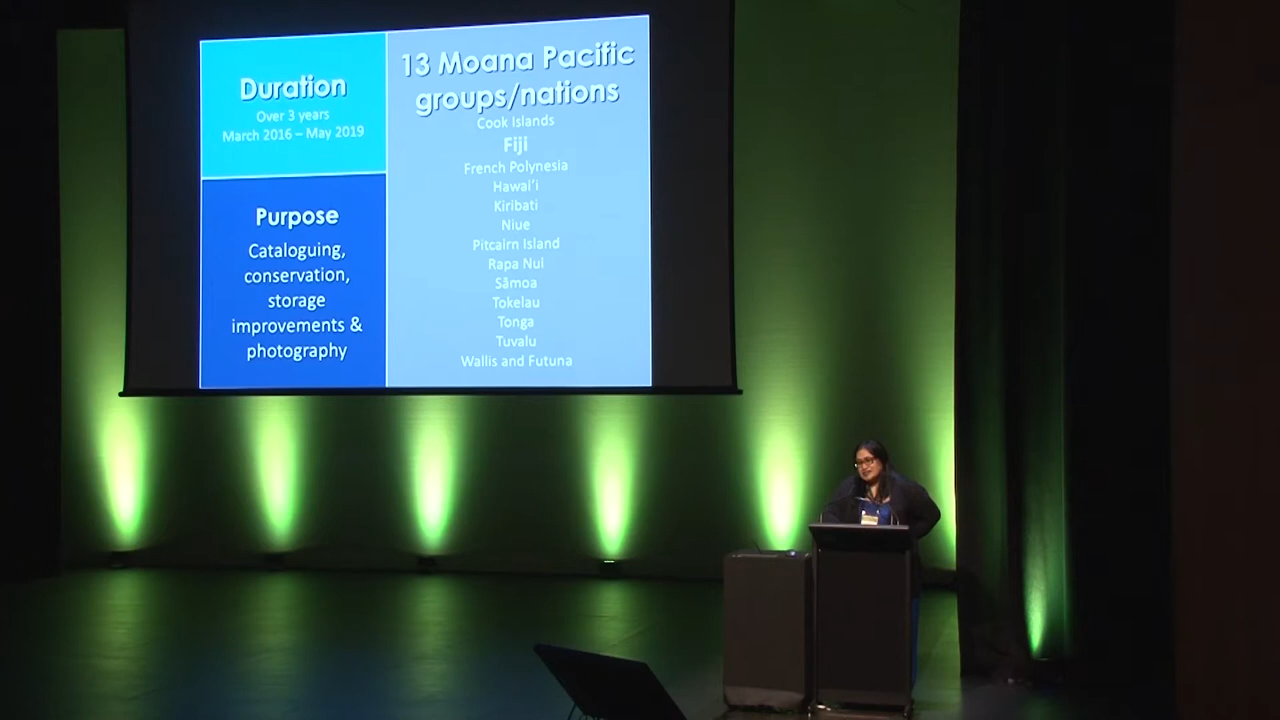 Duration
Over 3 years
March 2016 – May 2019
Purpose
Cataloguing,
conservation,
storage
improvements &
photography
13 Moana Pacific
groups/nations
Cook Islands
Fiji
French Polynesia
Hawai'i
Kiribati
Niue
Pitcairn Island
Rapa Nui
Sāmoa
Tokelau
Tonga
Tuvalu
Wallis and Futuna